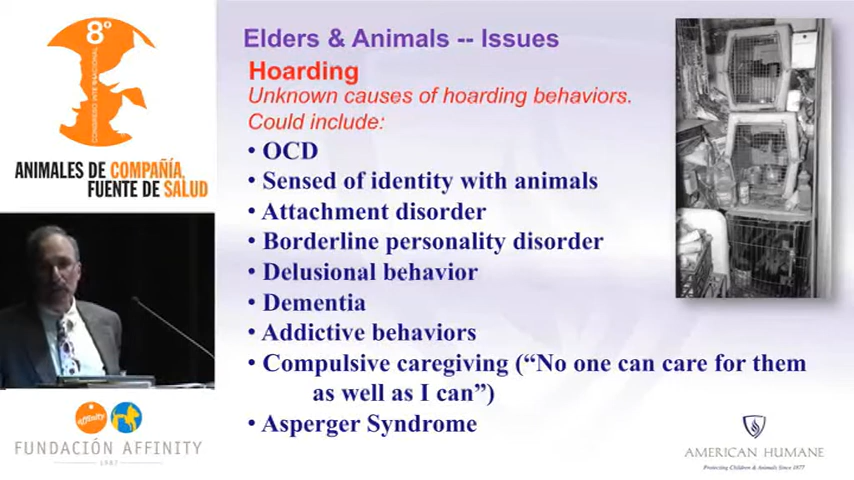 8º
CONGRESO INTERNACIONAL
ANIMALES DE COMPAÑÍA,
FUENTE DE SALUD
Elders & Animals -- Issues
Hoarding
Unknown causes of hoarding behaviors.
Could include:
• OCD
• Sensed of identity with animals
• Attachment disorder
• Borderline personality disorder
• Delusional behavior
• Dementia
• Addictive behaviors
• Compulsive caregiving (“No one can care for them
as well as I can”)
• Asperger Syndrome
affinity
FUNDACIÓN AFFINITY
1987
AMERICAN HUMANE
Protecting Children & Animals Since 1877